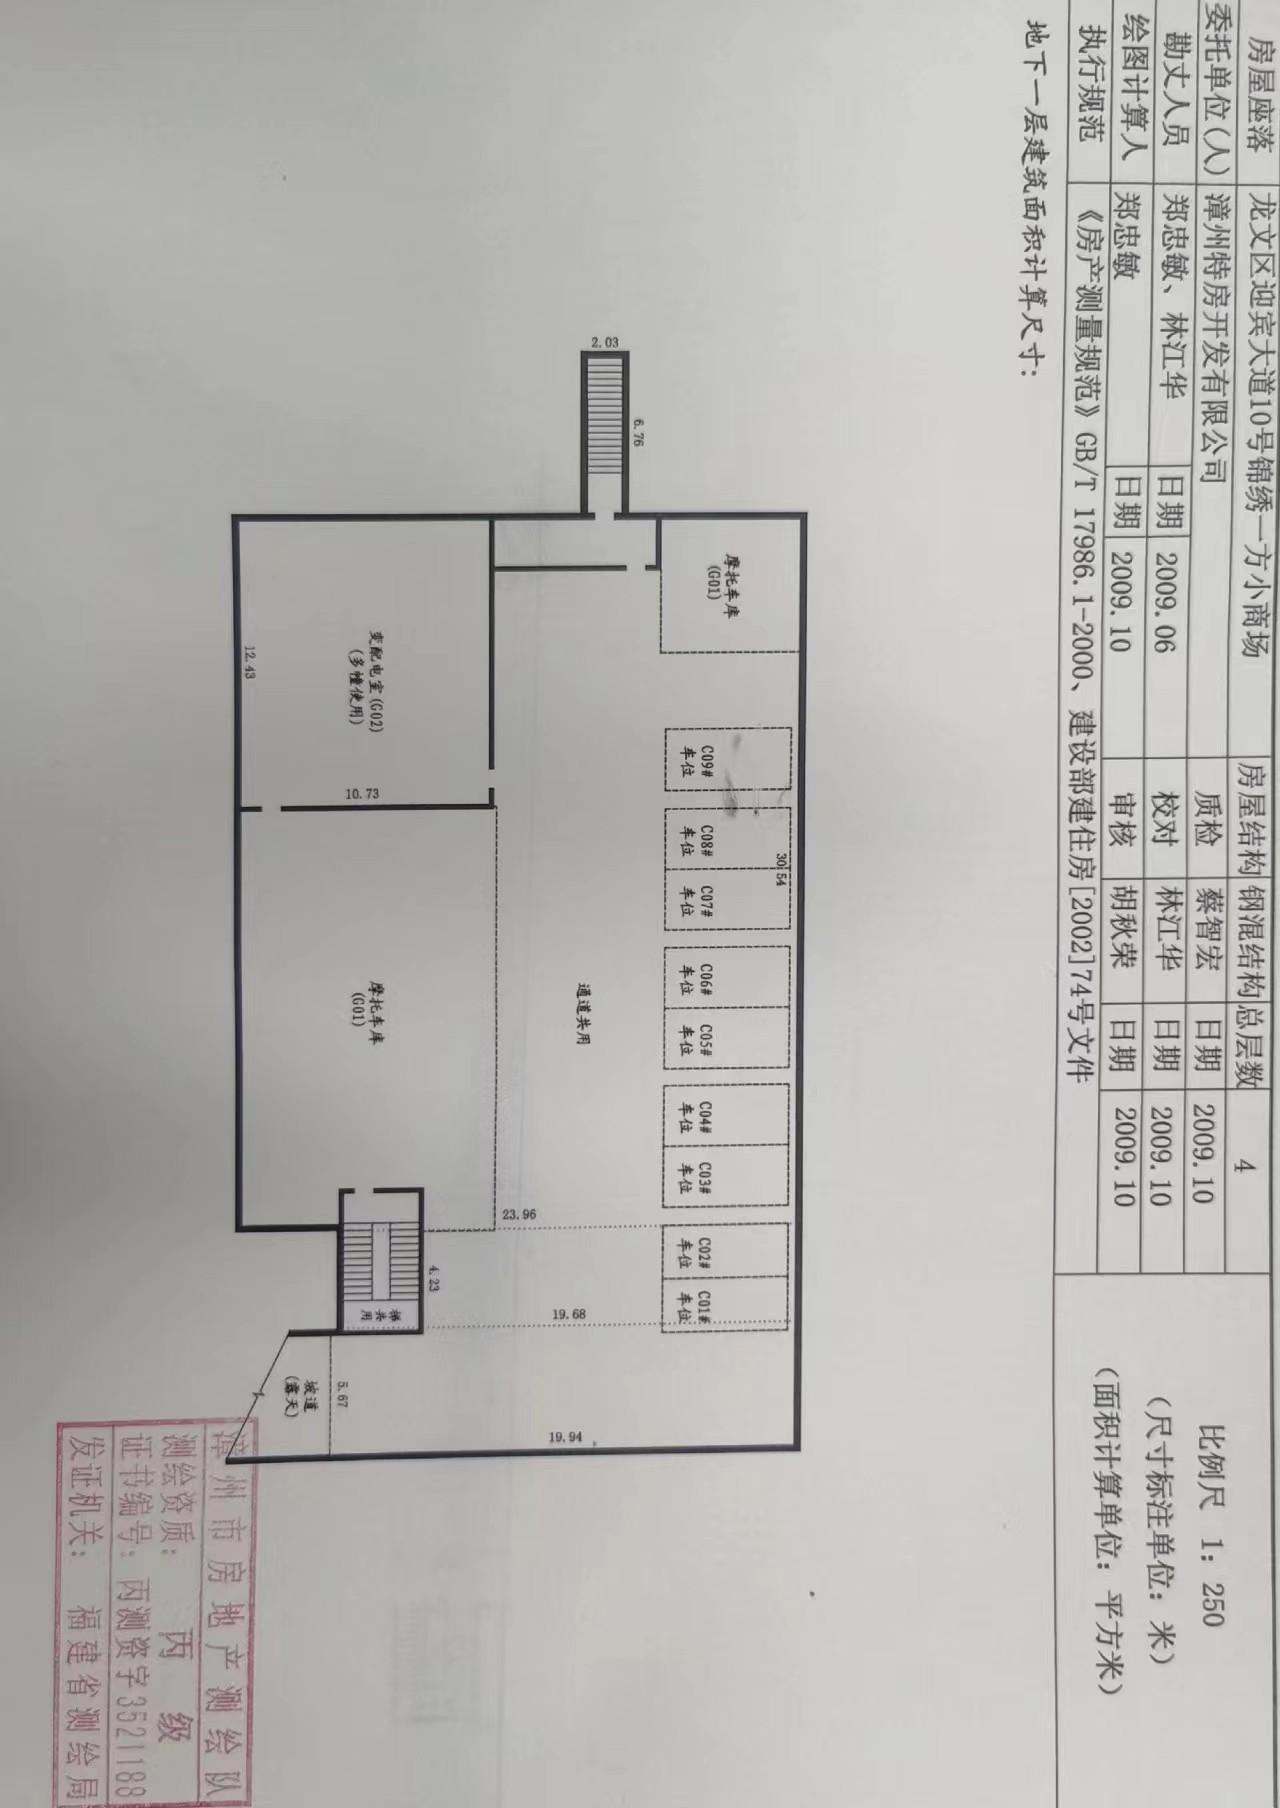 房屋座落 龙文区迎宾大道10号锦绣一方小商场 房屋结构 钢混结构 总层数 4
委托单位(人) 漳州特房开发有限公司 质检 蔡智宏 日期 2009.10
勘丈人员 郑忠敏、林江华 日期 2009.06 校对 林江华 日期 2009.10
绘图计算人 郑忠敏 日期 2009.10 审核 胡秋荣 日期 2009.10
执行规范 《房产测量规范》GB/T 17986.1-2000、建设部建住房[2002]74号文件
比例尺 1: 250
(尺寸标注单位: 米)
(面积计算单位: 平方米)
地下一层建筑面积计算尺寸:
30.54
摩托车库
(G01)
C09#
车位
C08#
车位
C07#
车位
C06#
车位
C05#
车位
C04#
车位
C03#
车位
C02#
车位
C01#
车位
6.76
2.03
通道共用
23.96
19.68
19.94
4.23
变配电室(G02)
(多幢使用)
10.73
12.43
摩托车库
(G01)
梯
共
用
5.67
坡道
(露天)
漳州市房地产测绘队
测绘资质: 丙 级
证书编号: 丙测资字3521188
发证机关: 福建省测绘局